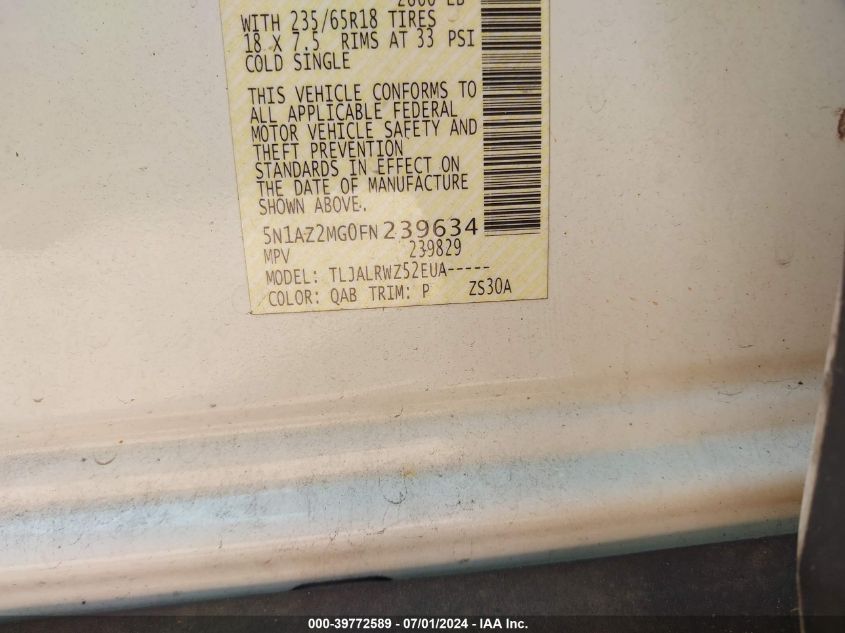 2600 LB
WITH 235/65R18 TIRES
18 X 7.5 RIMS AT 33 PSI
COLD SINGLE
THIS VEHICLE CONFORMS TO
ALL APPLICABLE FEDERAL
MOTOR VEHICLE SAFETY AND
THEFT PREVENTION
STANDARDS IN EFFECT ON
THE DATE OF MANUFACTURE
SHOWN ABOVE.
5N1AZ2MG0FN239634
MPV 239829
MODEL: TLJALRWZ52EUA-----
COLOR: QAB TRIM: P ZS30A
000-39772589 - 07/01/2024 - IAA Inc.